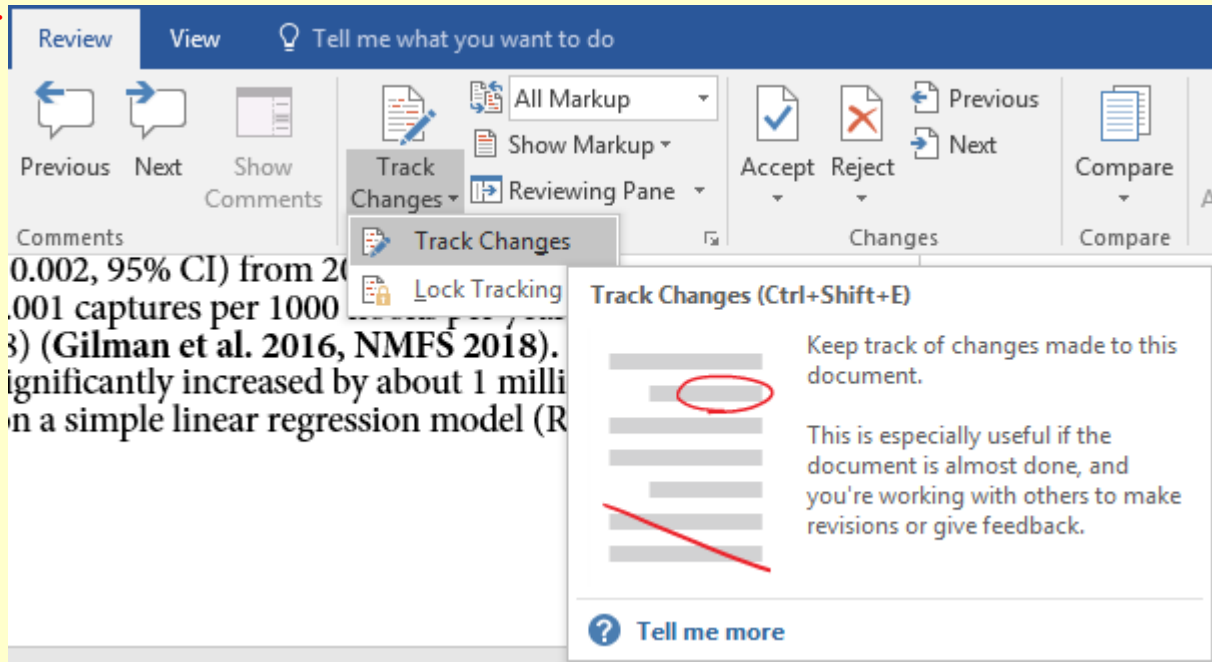 Review View Tell me what you want to do
All Markup
Previous
Show Markup
Next
Previous Next Show Comments
Track Changes
Reviewing Pane
Accept Reject
Compare
Comments
Changes
Compare
Track Changes
Lock Tracking
0.002, 95% CI) from 20
.001 captures per 1000
) (Gilman et al. 2016, NMFS 2018).
ignificantly increased by about 1 milli
n a simple linear regression model (R
Track Changes (Ctrl+Shift+E)
Keep track of changes made to this
document.
This is especially useful if the
document is almost done, and
you're working with others to make
revisions or give feedback.
Tell me more